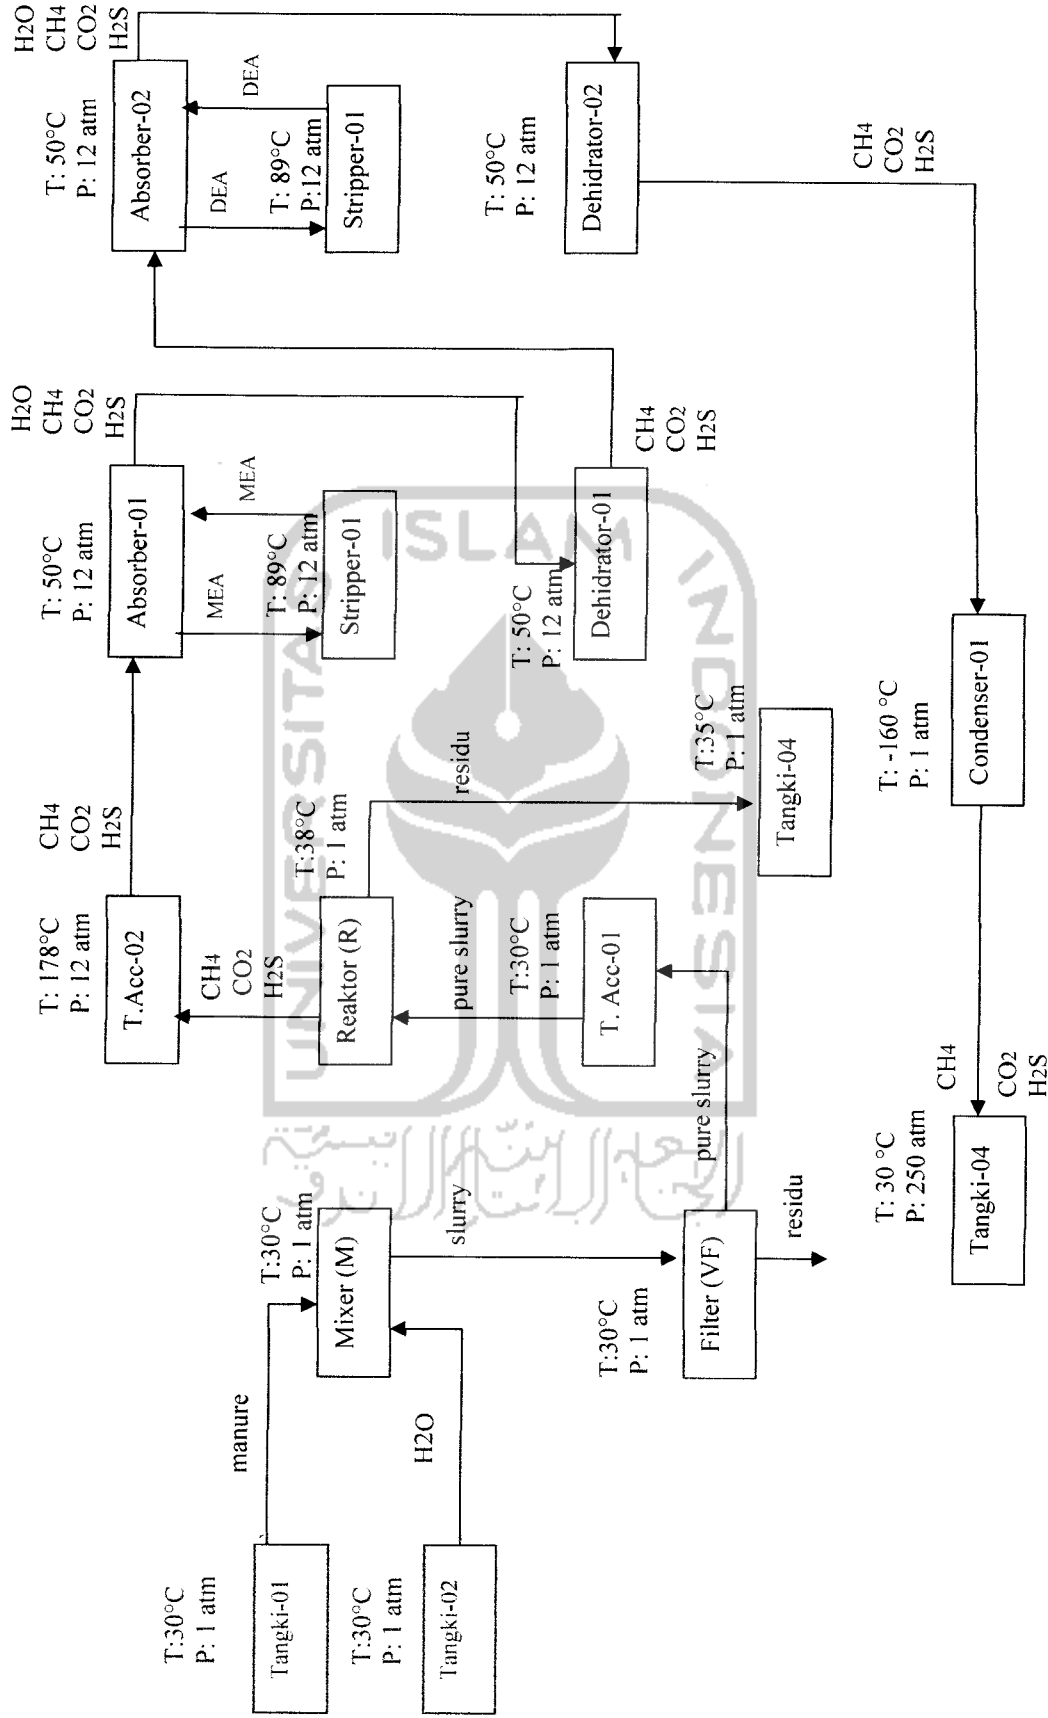 manure
T:30°C
P: 1 atm
Tangki-01
T:30°C
P: 1 atm
Tangki-02
H2O
T:30°C
P: 1 atm
Mixer (M)
slurry
T:30°C
P: 1 atm
Filter (VF)
residu
pure slurry
T:30°C
P: 1 atm
T. Acc-01
pure slurry
T:38°C
P: 1 atm
Reaktor (R)
residu
T:35°C
P: 1 atm
Tangki-04
CH4
CO2
H2S
T: 178°C
P: 12 atm
T.Acc-02
CH4
CO2
H2S
T: 50°C
P: 12 atm
Absorber-01
MEA
MEA
T: 89°C
P: 12 atm
Stripper-01
H2O
CH4
CO2
H2S
T: 50°C
P: 12 atm
Dehidrator-01
CH4
CO2
H2S
T: 50°C
P: 12 atm
Absorber-02
DEA
DEA
T: 89°C
P:12 atm
Stripper-01
H2O
CH4
CO2
H2S
T: 50°C
P: 12 atm
Dehidrator-02
CH4
CO2
H2S
T: -160 °C
P: 1 atm
Condenser-01
CH4
CO2
H2S
T: 30 °C
P: 250 atm
Tangki-04
UNIVERSITAS
ISLAM
INDONESIA